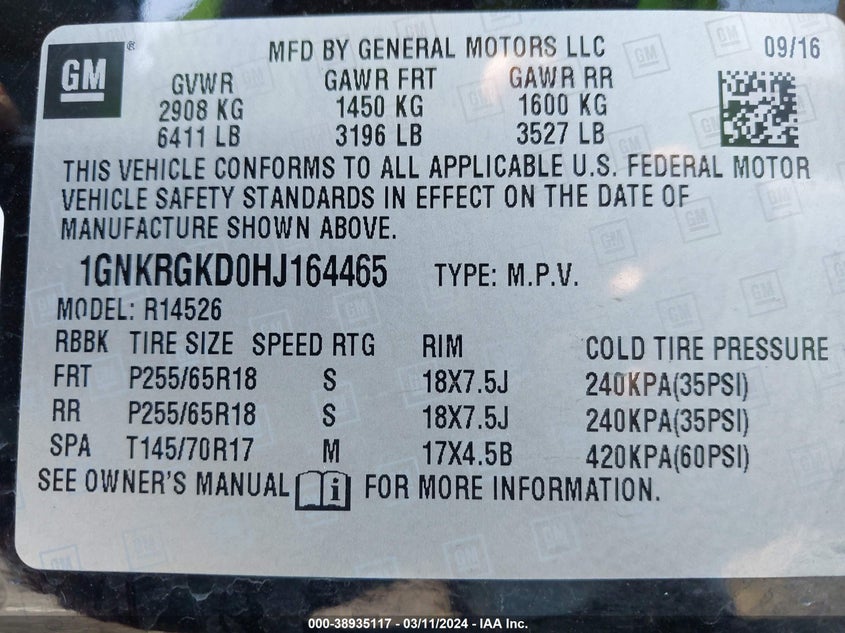 GM ® MFD BY GENERAL MOTORS LLC 09/16
GVWR GAWR FRT GAWR RR
2908 KG 1450 KG 1600 KG
6411 LB 3196 LB 3527 LB
THIS VEHICLE CONFORMS TO ALL APPLICABLE U.S. FEDERAL MOTOR
VEHICLE SAFETY STANDARDS IN EFFECT ON THE DATE OF
MANUFACTURE SHOWN ABOVE.
1GNKRGKD0HJ164465 TYPE: M.P.V.
MODEL: R14526
RBBK TIRE SIZE SPEED RTG RIM COLD TIRE PRESSURE
FRT P255/65R18 S 18X7.5J 240KPA(35PSI)
RR P255/65R18 S 18X7.5J 240KPA(35PSI)
SPA T145/70R17 M 17X4.5B 420KPA(60PSI)
SEE OWNER'S MANUAL i FOR MORE INFORMATION.
000-38935117 - 03/11/2024 - IAA Inc.